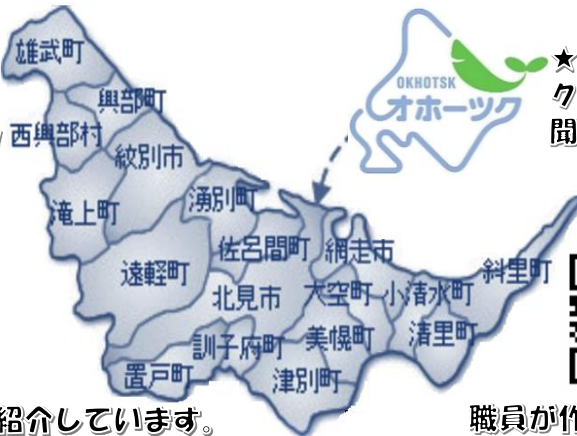 雄武町
OKHOTSK
オホーツク
★
ク
聞
興部町
西興部村
紋別市
滝上町
湧別町
佐呂間町
網走市
遠軽町
北見市
大空町
小清水町
斜里町
訓子府町
美幌町
清里町
置戸町
津別町
紹介しています。
職員が作